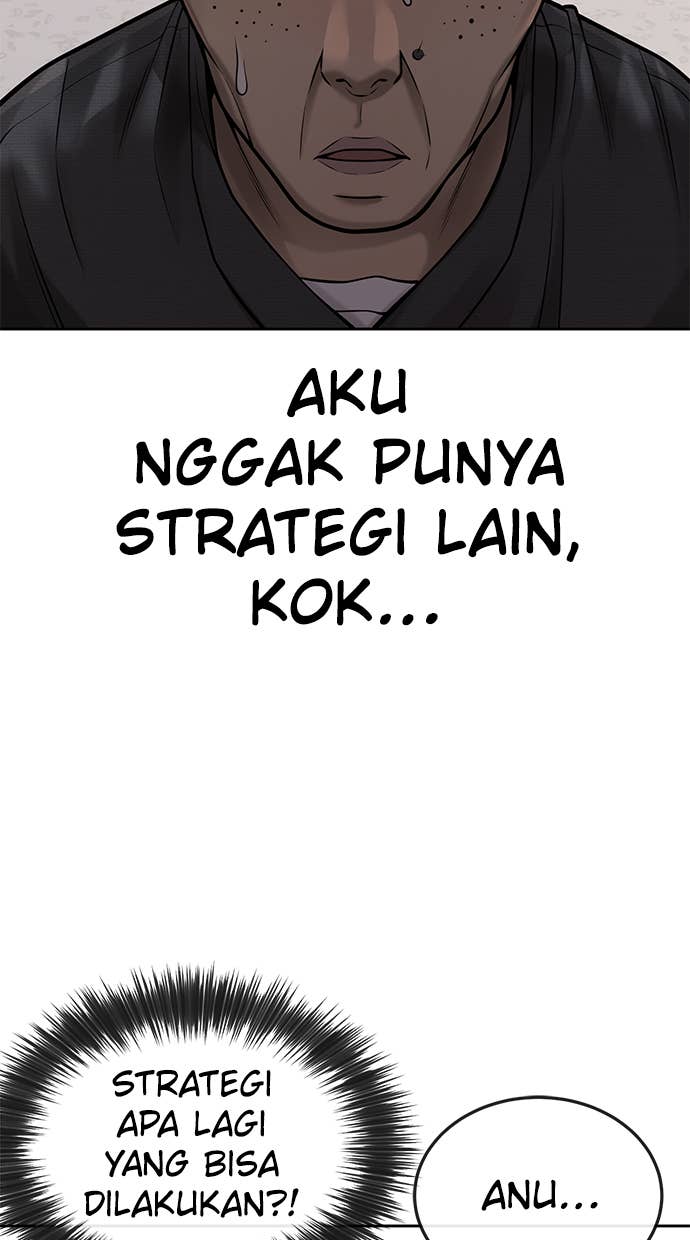 AKU
NGGAK PUNYA
STRATEGI LAIN,
KOK...
STRATEGI
APA LAGI
YANG BISA
DILAKUKAN?!
ANU...